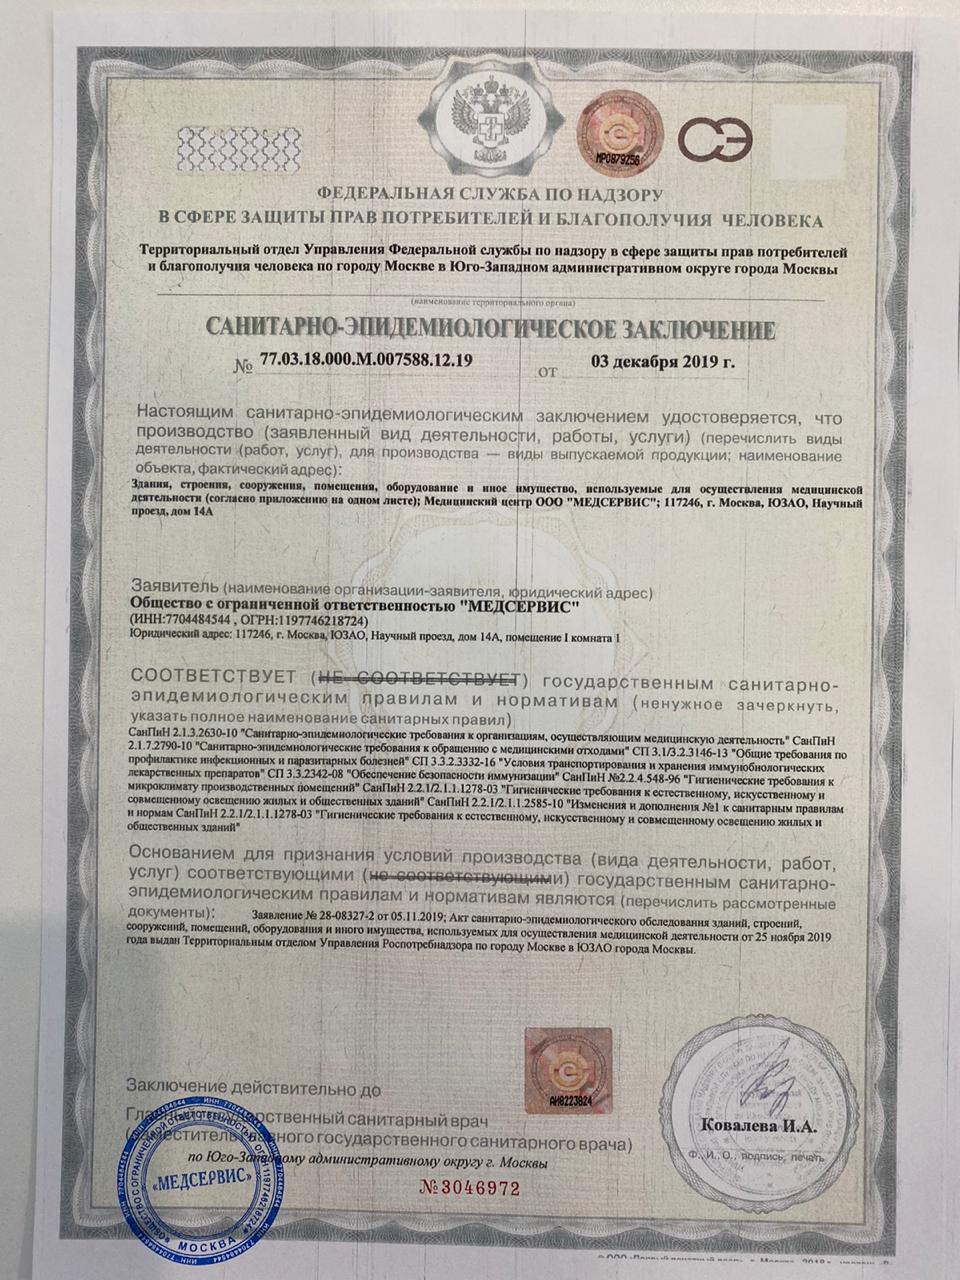 МР0879256
СЭ
ФЕДЕРАЛЬНАЯ СЛУЖБА ПО НАДЗОРУ
В СФЕРЕ ЗАЩИТЫ ПРАВ ПОТРЕБИТЕЛЕЙ И БЛАГОПОЛУЧИЯ ЧЕЛОВЕКА
Территориальный отдел Управления Федеральной службы по надзору в сфере защиты прав потребителей
и благополучия человека по городу Москве в Юго-Западном административном округе города Москвы
(наименование территориального органа)
САНИТАРНО-ЭПИДЕМИОЛОГИЧЕСКОЕ ЗАКЛЮЧЕНИЕ
№ 77.03.18.000.М.007588.12.19 от 03 декабря 2019 г.
Настоящим санитарно-эпидемиологическим заключением удостоверяется, что
производство (заявленный вид деятельности, работы, услуги) (перечислить виды
деятельности (работ, услуг), для производства — виды выпускаемой продукции; наименование
объекта, фактический адрес):
Здания, строения, сооружения, помещения, оборудование и иное имущество, используемые для осуществления медицинской
деятельности (согласно приложению на одном листе); Медицинский центр ООО "МЕДСЕРВИС"; 117246, г. Москва, ЮЗАО, Научный
проезд, дом 14А
Заявитель (наименование организации-заявителя, юридический адрес)
Общество с ограниченной ответственностью "МЕДСЕРВИС"
(ИНН:7704484544 , ОГРН:1197746218724)
Юридический адрес: 117246, г. Москва, ЮЗАО, Научный проезд, дом 14А, помещение I комната 1
СООТВЕТСТВУЕТ (НЕ СООТВЕТСТВУЕТ) государственным санитарно-
эпидемиологическим правилам и нормативам (ненужное зачеркнуть,
указать полное наименование санитарных правил)
СанПиН 2.1.3.2630-10 "Санитарно-эпидемиологические требования к организациям, осуществляющим медицинскую деятельность" СанПиН
2.1.7.2790-10 "Санитарно-эпидемиологические требования к обращению с медицинскими отходами" СП 3.1/3.2.3146-13 "Общие требования по
профилактике инфекционных и паразитарных болезней" СП 3.3.2.3332-16 "Условия транспортирования и хранения иммунобиологических
лекарственных препаратов" СП 3.3.2342-08 "Обеспечение безопасности иммунизации" СанПиН №2.2.4.548-96 "Гигиенические требования к
микроклимату производственных помещений" СанПиН 2.2.1/2.1.1.1278-03 "Гигиенические требования к естественному, искусственному и
совмещенному освещению жилых и общественных зданий" СанПиН 2.2.1/2.1.1.2585-10 "Изменения и дополнения №1 к санитарным правилам
и нормам СанПиН 2.2.1/2.1.1.1278-03 "Гигиенические требования к естественному, искусственному и совмещенному освещению жилых и
общественных зданий"
Основанием для признания условий производства (вида деятельности, работ,
услуг) соответствующими (не соответствующими) государственным санитарно-
эпидемиологическим правилам и нормативам являются (перечислить рассмотренные
документы): Заявление № 28-08327-2 от 05.11.2019; Акт санитарно-эпидемиологического обследования зданий, строений,
сооружений, помещений, оборудования и иного имущества, используемых для осуществления медицинской деятельности от 25 ноября 2019
года выдан Территориальным отделом Управления Роспотребнадзора по городу Москве в ЮЗАО города Москвы.
АИ8223824
Заключение действительно до
Главный государственный санитарный врач
главного государственного санитарного врача)
по Юго-Западному административному округу г. Москвы
№3046972
Ковалева И.А.
Ф. И. О., подпись, печать
«МЕДСЕРВИС»
ОБЩЕСТВО С ОГРАНИЧЕННОЙ ОТВЕТСТВЕННОСТЬЮ ОГРН 1197746218724
МОСКВА
ИНН 7704484544